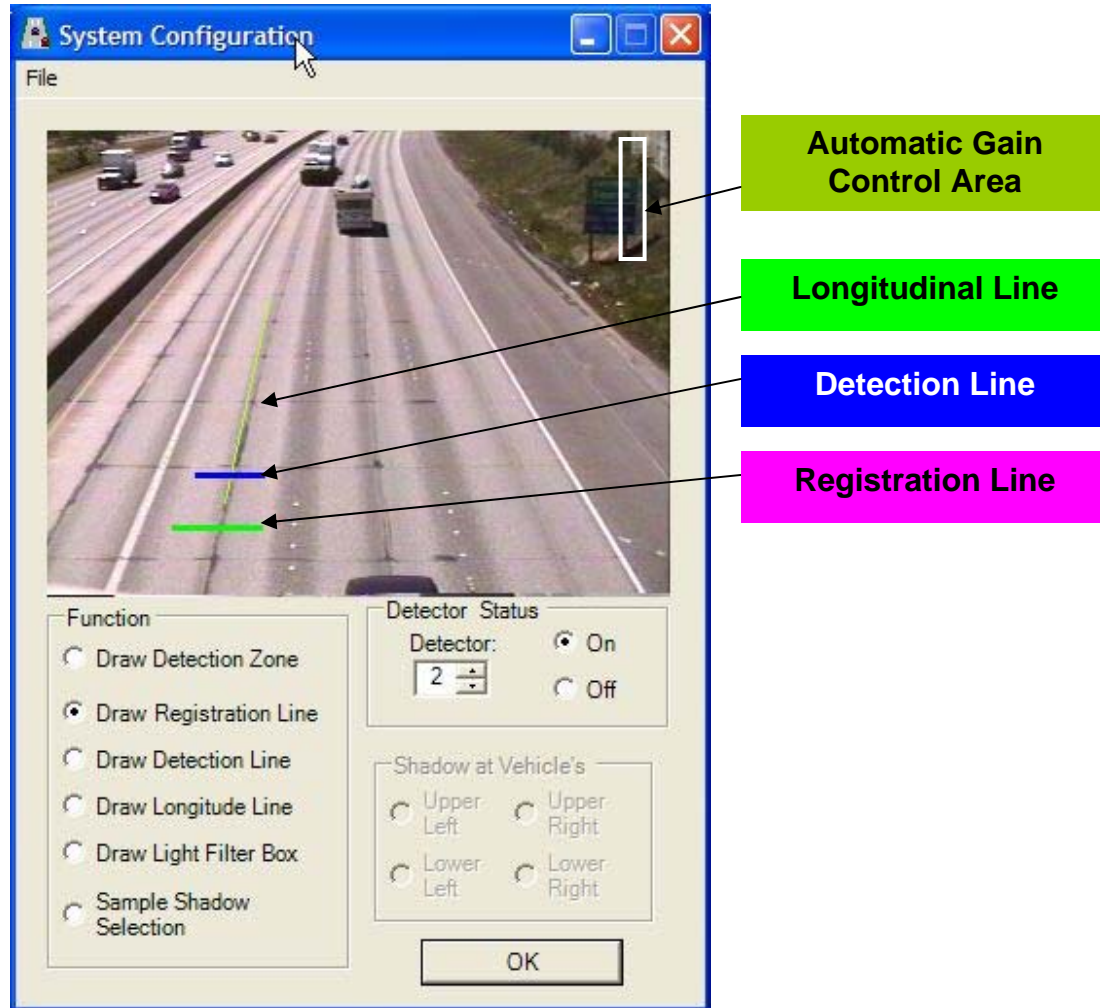 System Configuration
File
Automatic Gain
Control Area
Longitudinal Line
Detection Line
Registration Line
Function
Draw Detection Zone
Draw Registration Line
Draw Detection Line
Draw Longitude Line
Draw Light Filter Box
Sample Shadow
Selection
Detector Status
Detector:
2
On
Off
Shadow at Vehicle's
Upper
Left
Upper
Right
Lower
Left
Lower
Right
OK